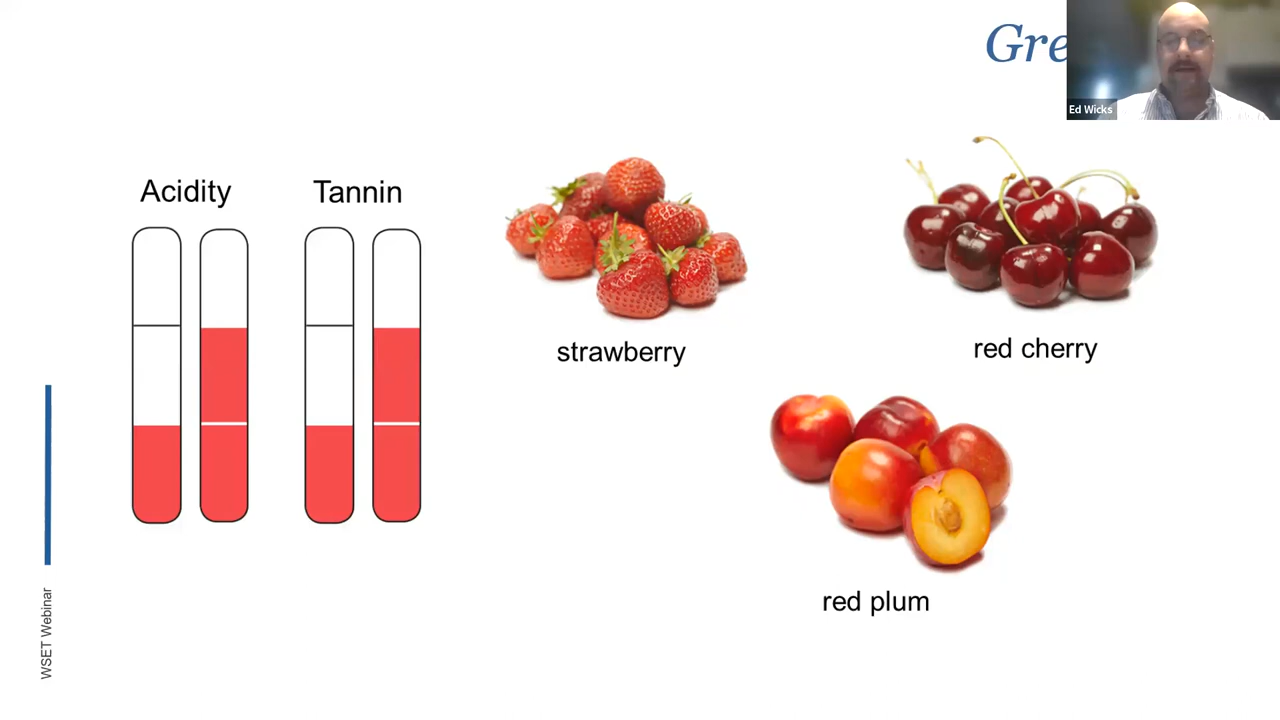 Gre
Ed Wicks
Acidity
Tannin
strawberry
red cherry
red plum
WSET Webinar